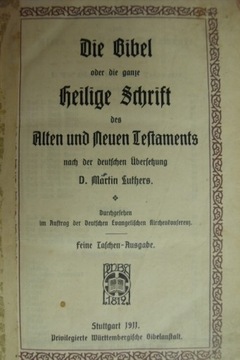 Die Bibel
oder die ganze
Heilige Schrift
des
Alten und Neuen Testaments
nach der deutschen Übersetzung
D. Martin Luthers.
Durchgesehen
im Auftrag der Deutschen Evangelischen Kirchenkonferenz.
Feine Taschen-Ausgabe.
PWBA
1812
Stuttgart 1911.
Privilegierte Württembergische Bibelanstalt.